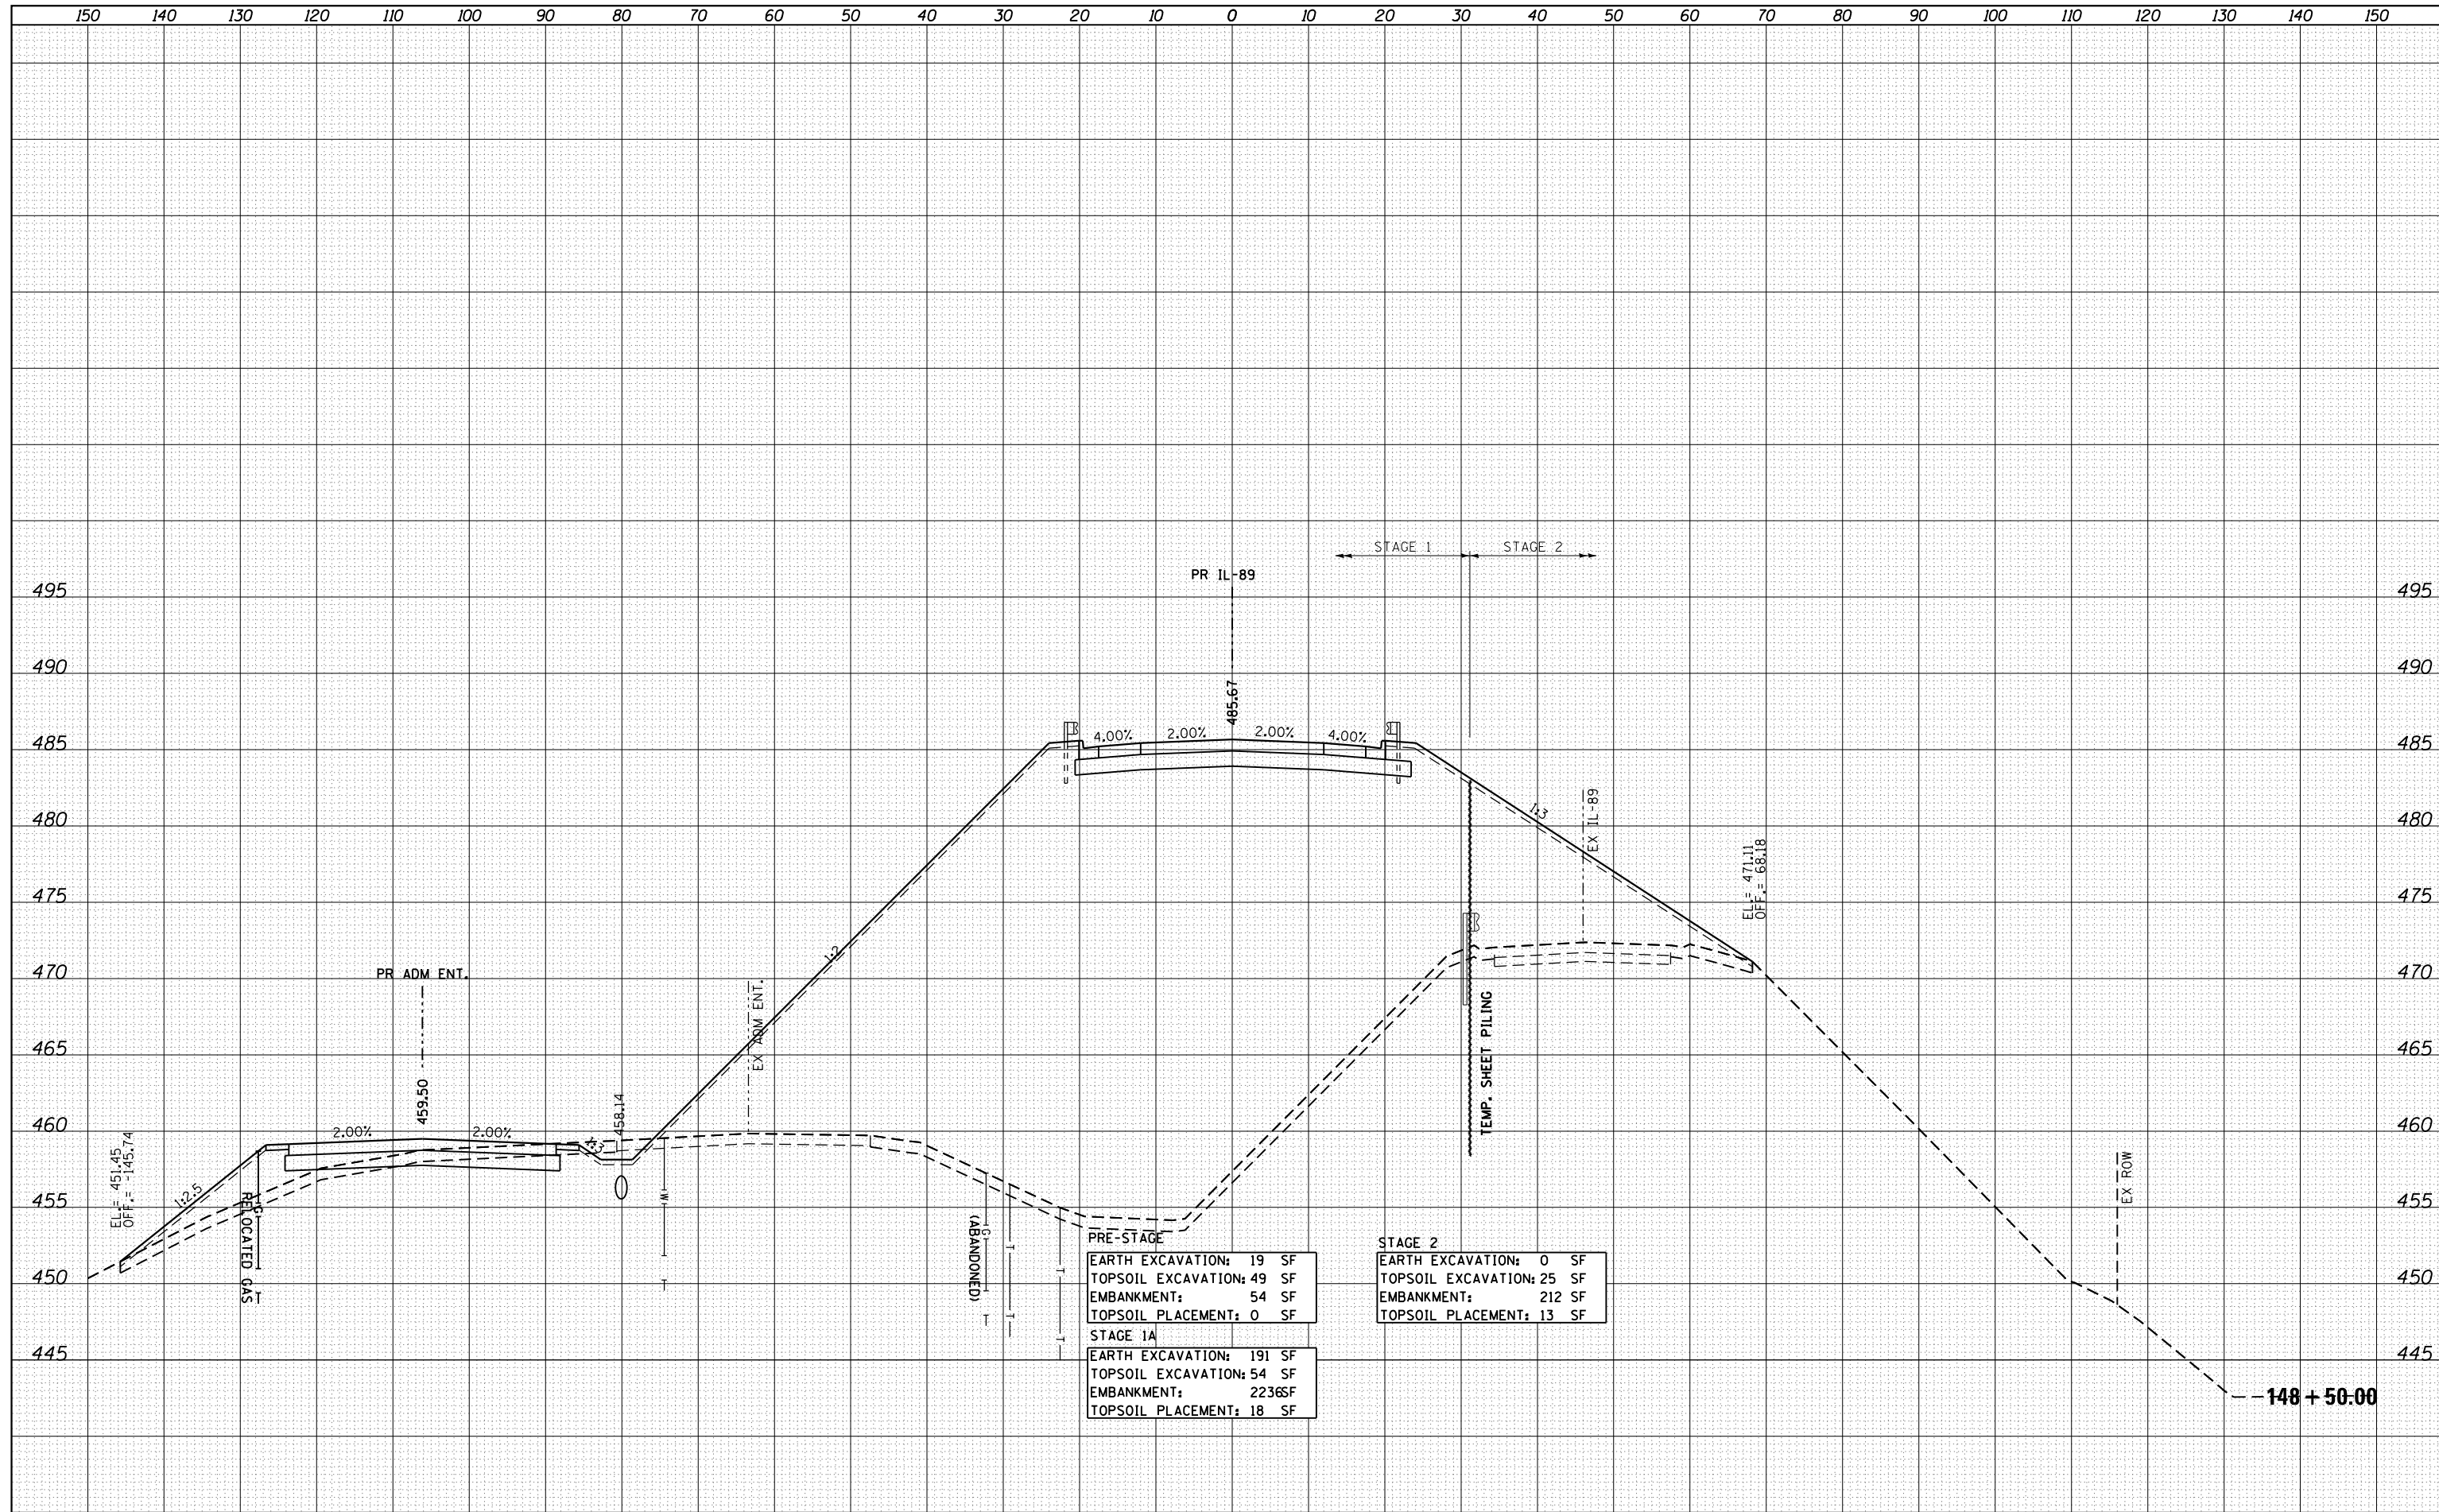 150 140 130 120 110 100 90 80 70 60 50 40 30 20 10 0 10 20 30 40 50 60 70 80 90 100 110 120 130 140 150
STAGE 1 STAGE 2
PR IL-89
495 495
490 490
485.67
485 485
4.00% 2.00% 2.00% 4.00%
480 480
1:3
EX IL-89
EL.= 471.11
OFF.= 68.18
475 475
1:2
470 470
PR ADM ENT.
EX ADM ENT.
TEMP. SHEET PILING
465 465
459.50
458.14
460 460
2.00% 2.00%
1:3
EL.= 451.45
OFF.= -145.74
1:2.5
EX ROW
455 455
RELOCATED GAS
G
T
W
T
(ABANDONED)
G
T
T
T
T
T
450 450
PRE-STAGE
EARTH EXCAVATION: 19 SF
TOPSOIL EXCAVATION: 49 SF
EMBANKMENT: 54 SF
TOPSOIL PLACEMENT: 0 SF
STAGE 2
EARTH EXCAVATION: 0 SF
TOPSOIL EXCAVATION: 25 SF
EMBANKMENT: 212 SF
TOPSOIL PLACEMENT: 13 SF
STAGE 1A
EARTH EXCAVATION: 191 SF
TOPSOIL EXCAVATION: 54 SF
EMBANKMENT: 2236SF
TOPSOIL PLACEMENT: 18 SF
445 445
148 + 50.00